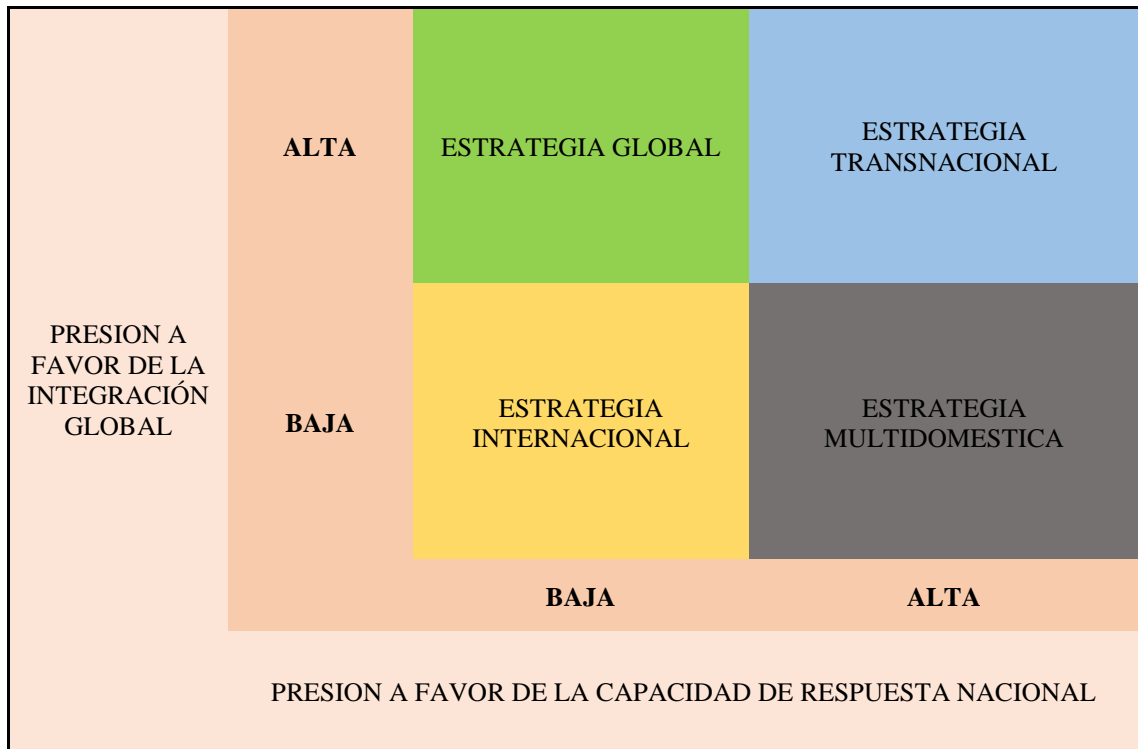 ALTA
ESTRATEGIA GLOBAL
ESTRATEGIA
TRANSNACIONAL
PRESION A
FAVOR DE LA
INTEGRACIÓN
GLOBAL
BAJA
ESTRATEGIA
INTERNACIONAL
ESTRATEGIA
MULTIDOMESTICA
BAJA
ALTA
PRESION A FAVOR DE LA CAPACIDAD DE RESPUESTA NACIONAL